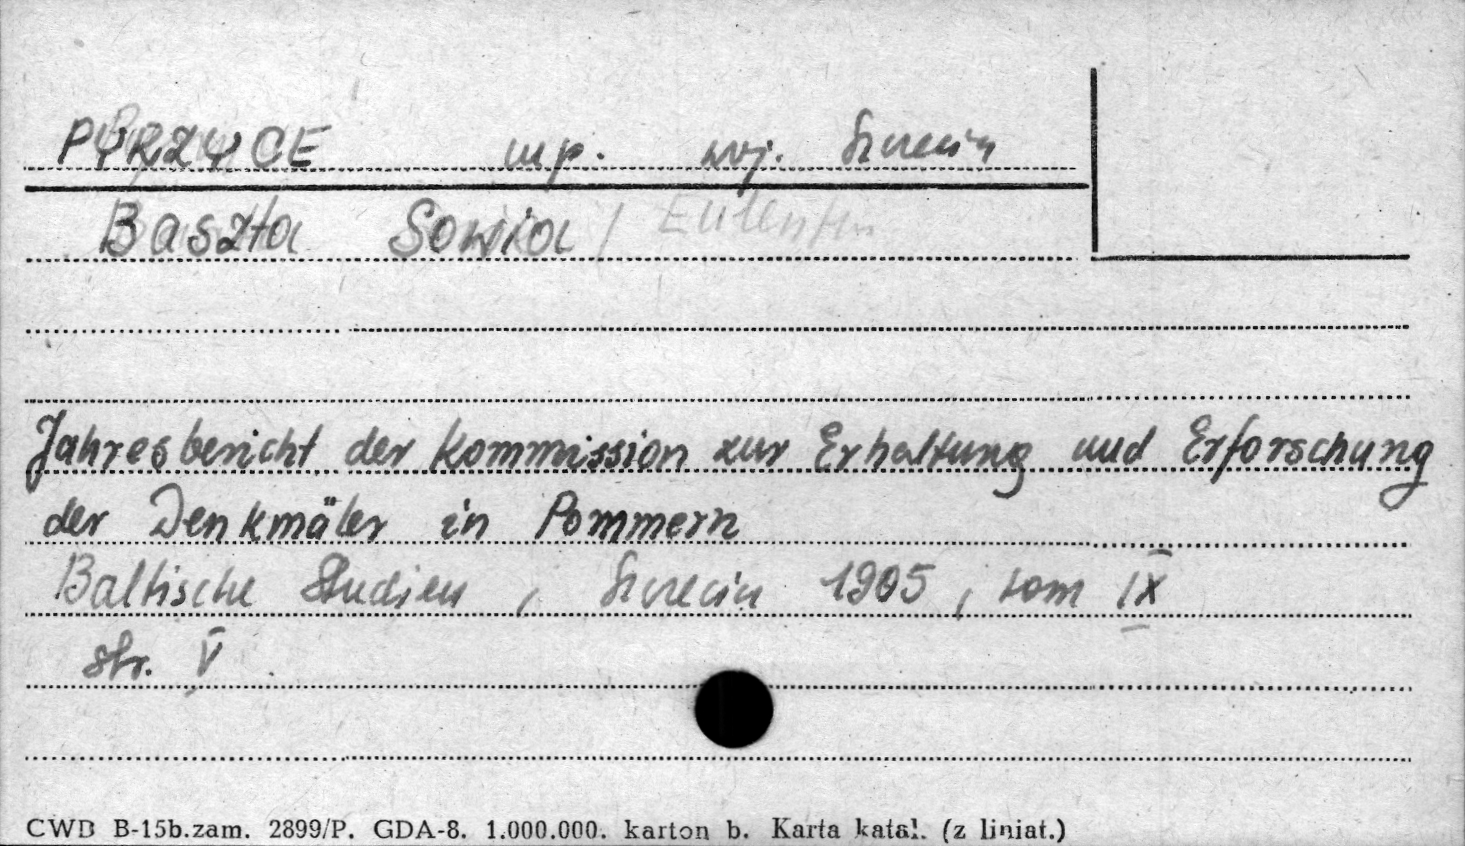 PYRZYCE mp. woj. Szczecin
Baszta Sowia / Eulenturm
Jahresbericht der Kommission zur Erhaltung und Erforschung
der Denkmäler in Pommern
Baltische Studien, Szczecin 1905, tom IX
str. V
CWD B-15b.zam. 2899/P. GDA-8. 1.000.000. karton b. Karta katal. (z liniat.)